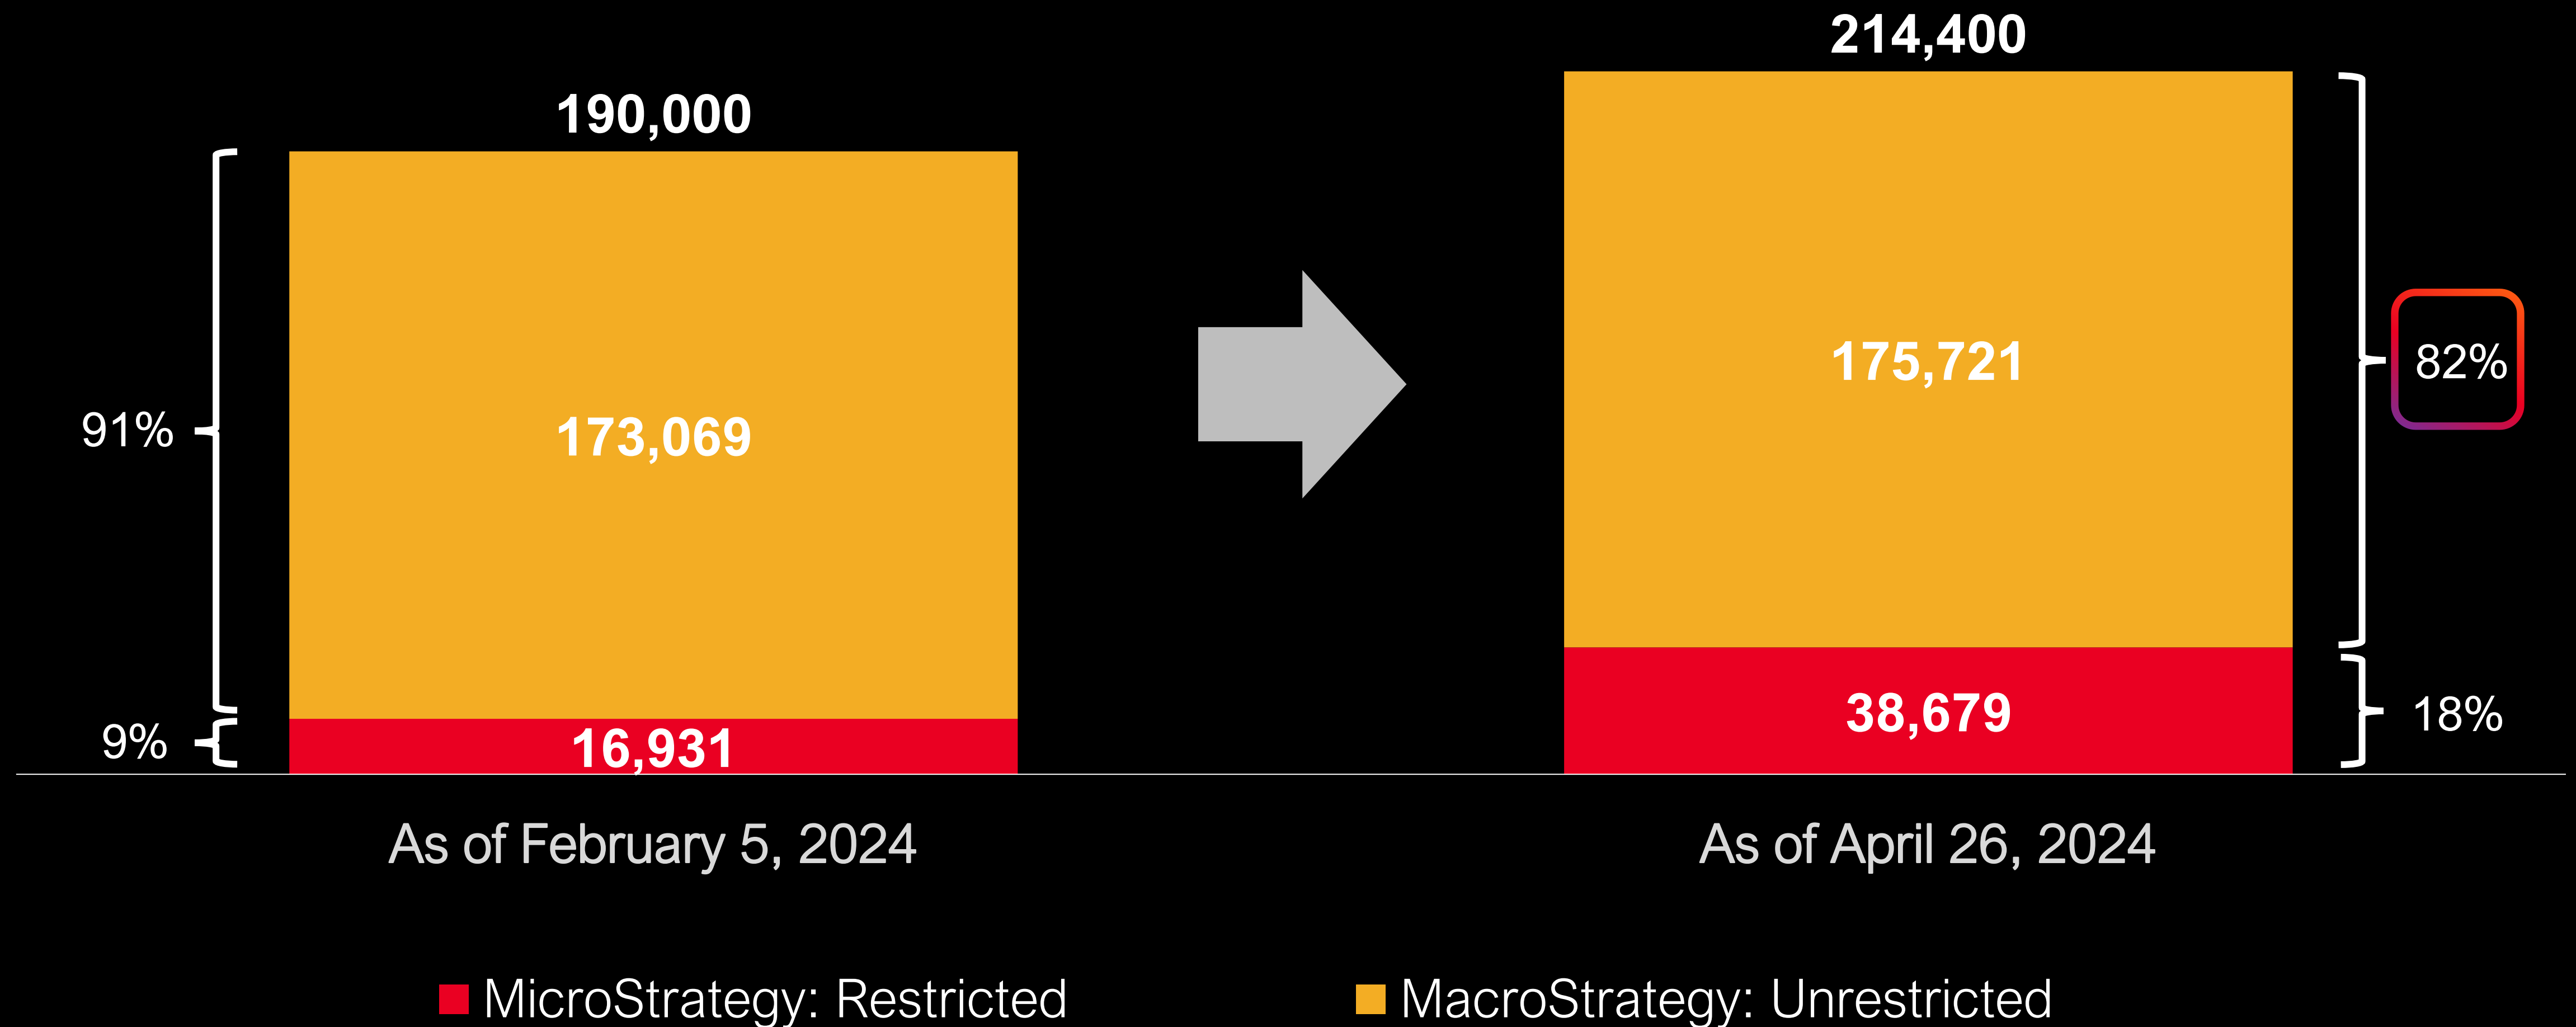 214,400
190,000
175,721
82%
91%
173,069
38,679
18%
9%
16,931
As of February 5, 2024
As of April 26, 2024
MicroStrategy: Restricted
MacroStrategy: Unrestricted